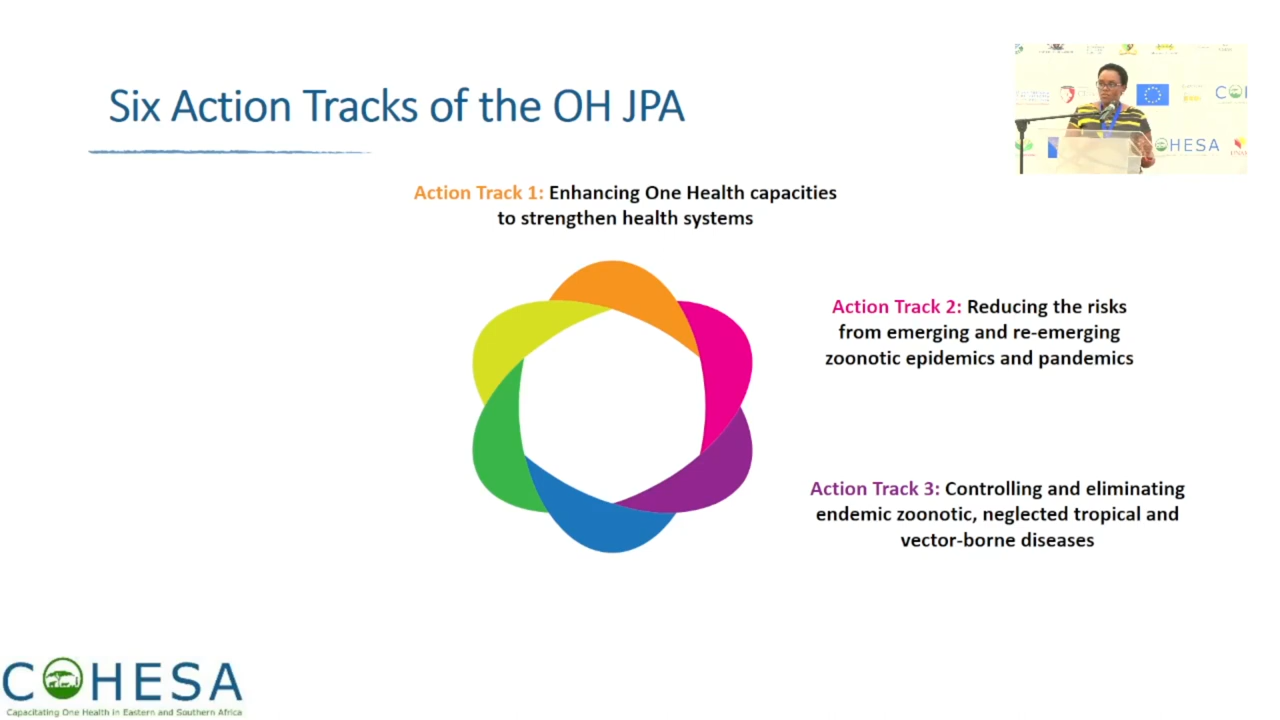 Six Action Tracks of the OH JPA
Action Track 1: Enhancing One Health capacities
to strengthen health systems
Action Track 2: Reducing the risks
from emerging and re-emerging
zoonotic epidemics and pandemics
Action Track 3: Controlling and eliminating
endemic zoonotic, neglected tropical and
vector-borne diseases
HESA
COHESA
Capacitating One Health in Eastern and Southern Africa